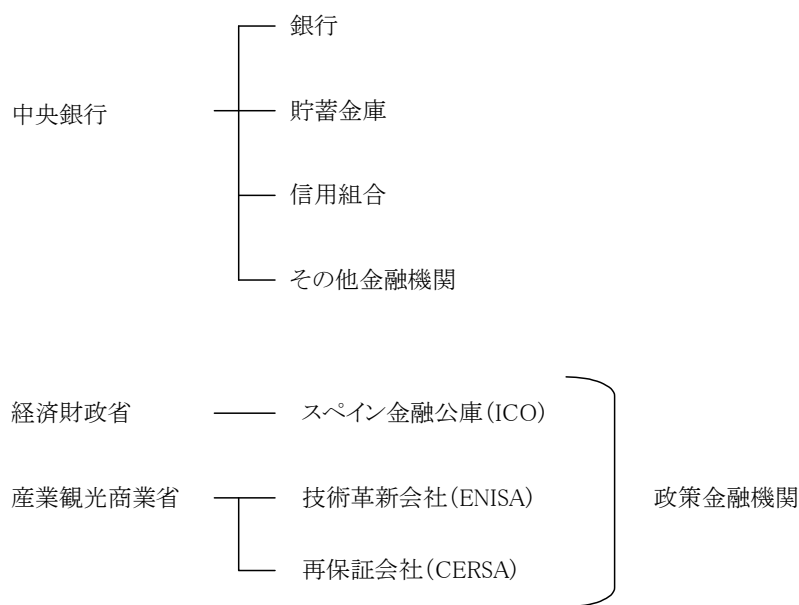 銀行
中央銀行
貯蓄金庫
信用組合
その他金融機関
経済財政省
スペイン金融公庫(ICO)
産業観光商業省
技術革新会社(ENISA)
政策金融機関
再保証会社(CERSA)